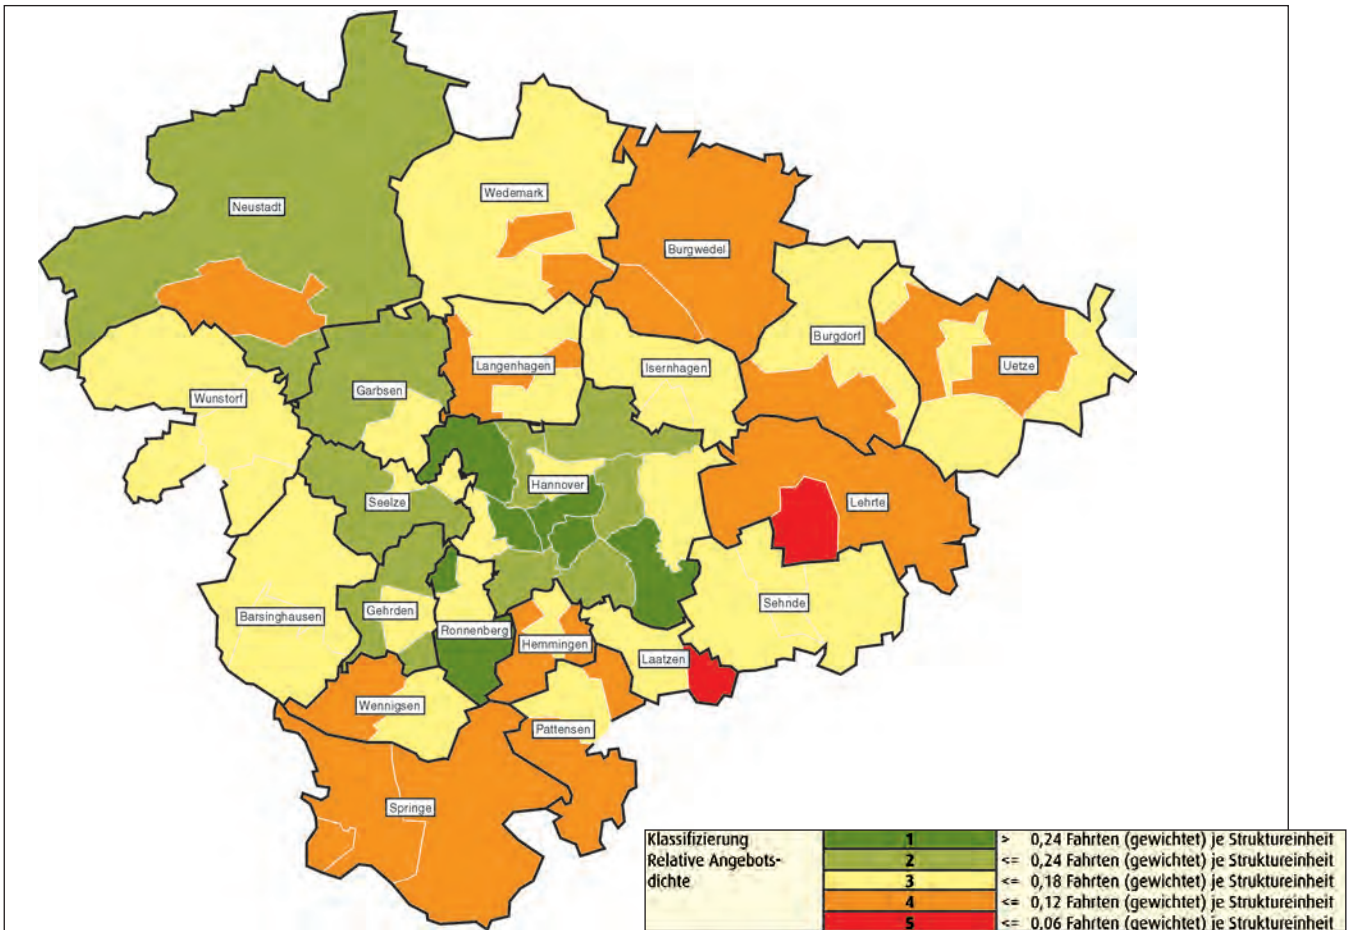 Neustadt
Wedemark
Burgwedel
Burgdorf
Uetze
Langenhagen
Isernhagen
Garbsen
Wunstorf
Hannover
Seelze
Lehrte
Sehnde
Barsinghausen
Gehrden
Ronnenberg
Hemmingen
Laatzen
Wennigsen
Pattensen
Springe
Klassifizierung 1 > 0,24 Fahrten (gewichtet) je Struktureinheit
Relative Angebots- 2 <= 0,24 Fahrten (gewichtet) je Struktureinheit
dichte 3 <= 0,18 Fahrten (gewichtet) je Struktureinheit
4 <= 0,12 Fahrten (gewichtet) je Struktureinheit
5 <= 0,06 Fahrten (gewichtet) je Struktureinheit